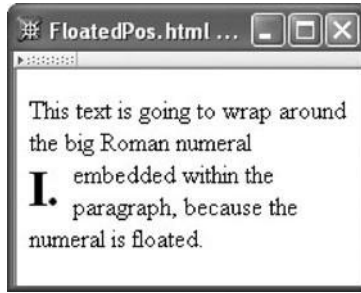 FloatedPos.html ...
This text is going to wrap around
the big Roman numeral
I. embedded within the
paragraph, because the
numeral is floated.